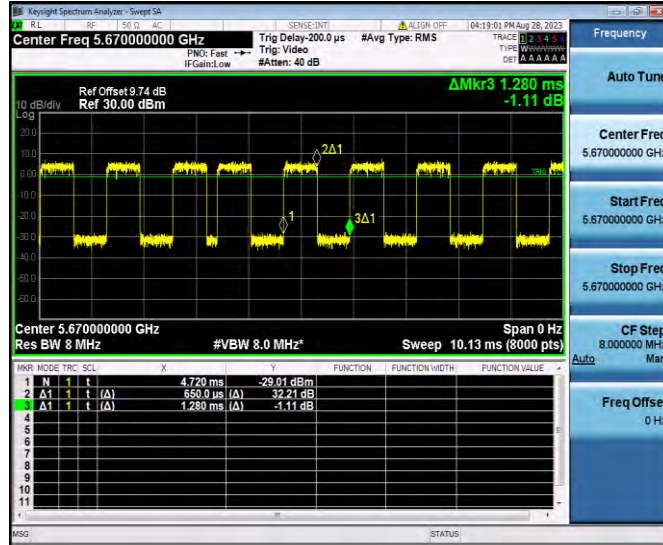 Keysight Spectrum Analyzer - Swept SA
RL RF 50 Ω AC SENSE:INT ALIGN OFF 04:19:01 PM Aug 28, 2023
Center Freq 5.670000000 GHz
PNO: Fast
IFGain:Low
Trig Delay-200.0 µs
Trig: Video
#Atten: 40 dB
#Avg Type: RMS
TRACE 1 2 3 4 5
TYPE W
DET A A A A A A
Frequency
Auto Tune
Center Freq
5.670000000 GHz
Start Freq
5.670000000 GHz
Stop Freq
5.670000000 GHz
CF Step
8.000000 MHz
Auto Man
Freq Offset
0 Hz
ΔMkr3 1.280 ms
-1.11 dB
Ref Offset 9.74 dB
10 dB/div Ref 30.00 dBm
Log
20.0
10.0
0.00
-10.0
-20.0
-30.0
-40.0
-50.0
-60.0
2Δ1
1
3Δ1
Center 5.670000000 GHz Span 0 Hz
Res BW 8 MHz #VBW 8.0 MHz* Sweep 10.13 ms (8000 pts)
MKR MODE TRC SCL X Y FUNCTION FUNCTION WIDTH FUNCTION VALUE
1 N 1 t 4.720 ms -29.01 dBm
2 Δ1 1 t (Δ) 650.0 µs (Δ) 32.21 dB
3 Δ1 1 t (Δ) 1.280 ms (Δ) -1.11 dB
4
5
6
7
8
9
10
11
MSG STATUS